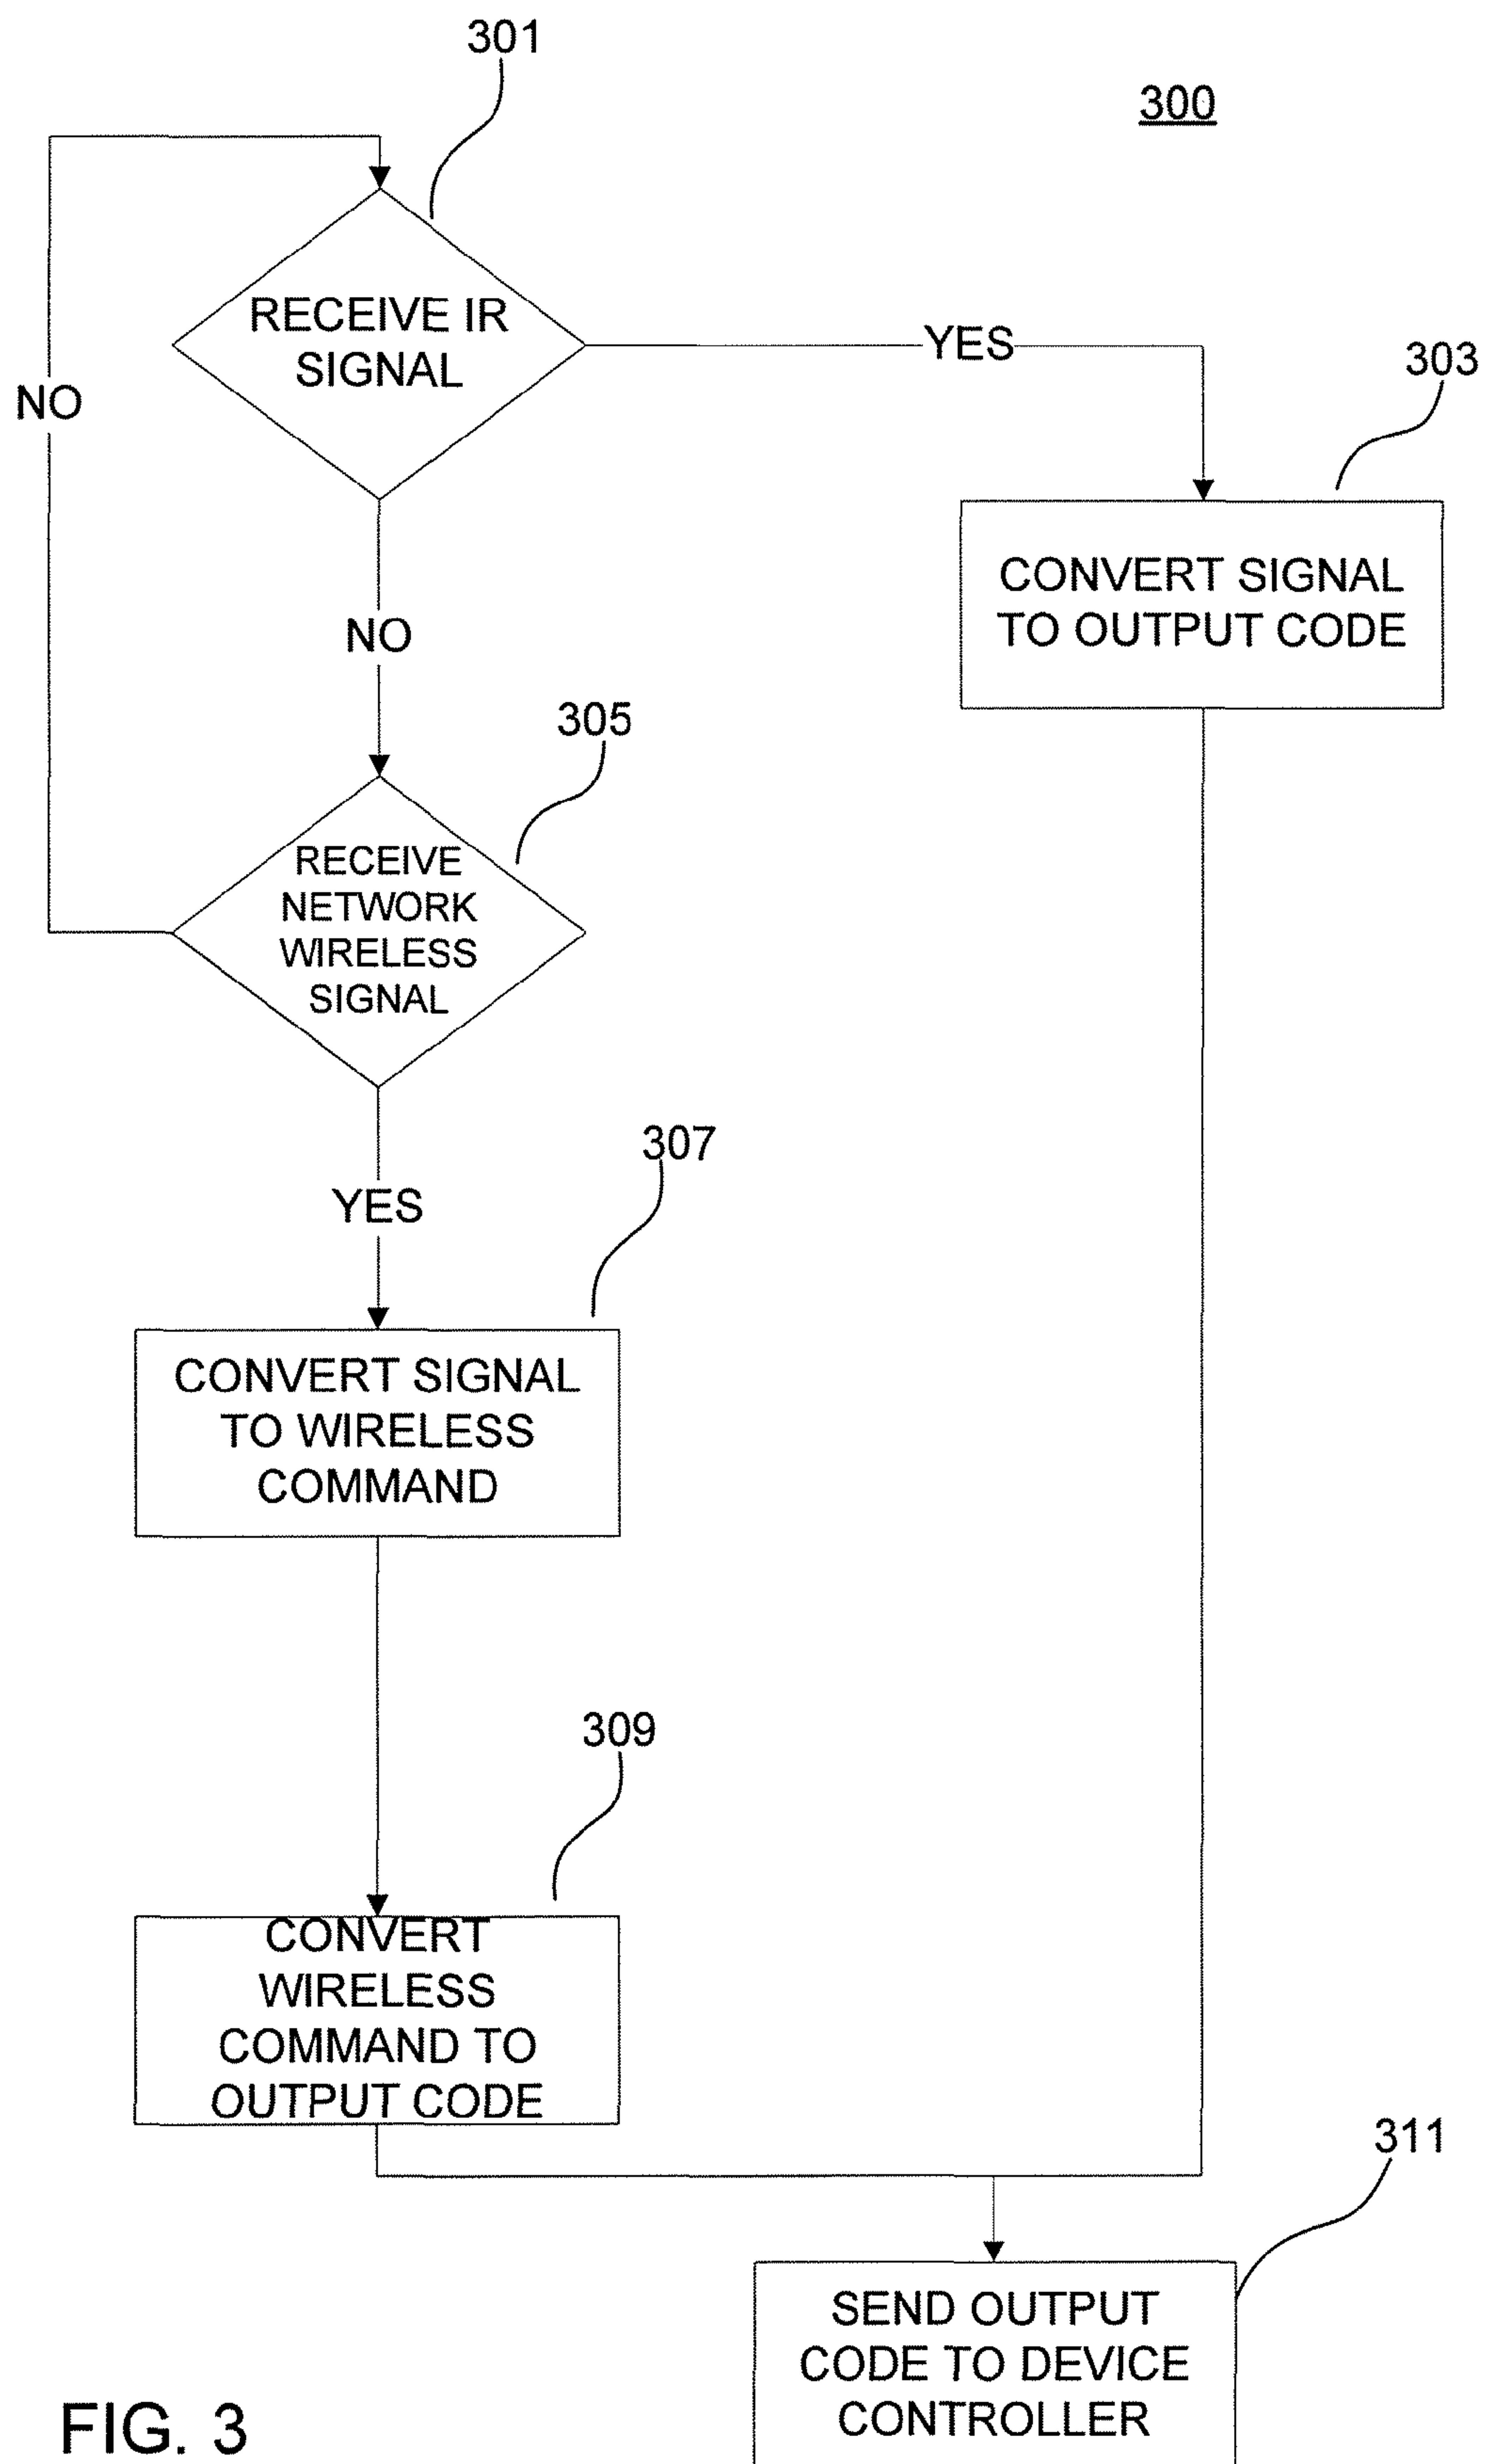 301
300
RECEIVE IR
SIGNAL
YES
303
NO
CONVERT SIGNAL
TO OUTPUT CODE
NO
305
RECEIVE
NETWORK
WIRELESS
SIGNAL
307
YES
CONVERT SIGNAL
TO WIRELESS
COMMAND
309
CONVERT
WIRELESS
COMMAND TO
OUTPUT CODE
311
SEND OUTPUT
CODE TO DEVICE
CONTROLLER
FIG. 3